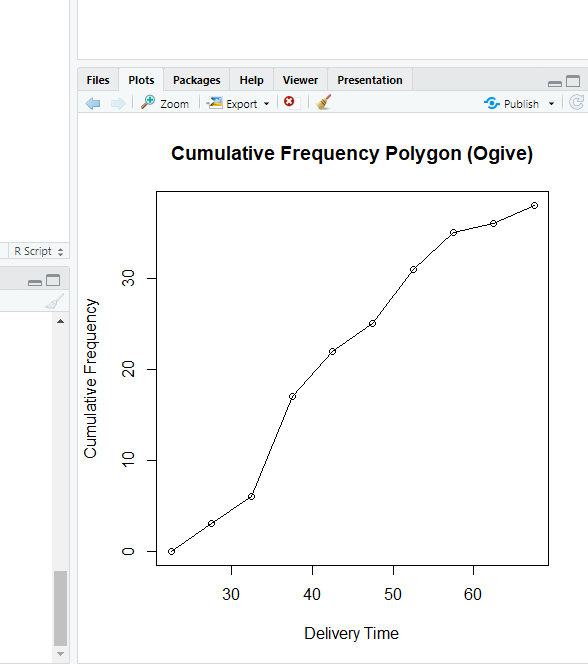 Files Plots Packages Help Viewer Presentation
Zoom Export Publish
Cumulative Frequency Polygon (Ogive)
R Script
30
20
10
0
Cumulative Frequency
30 40 50 60
Delivery Time